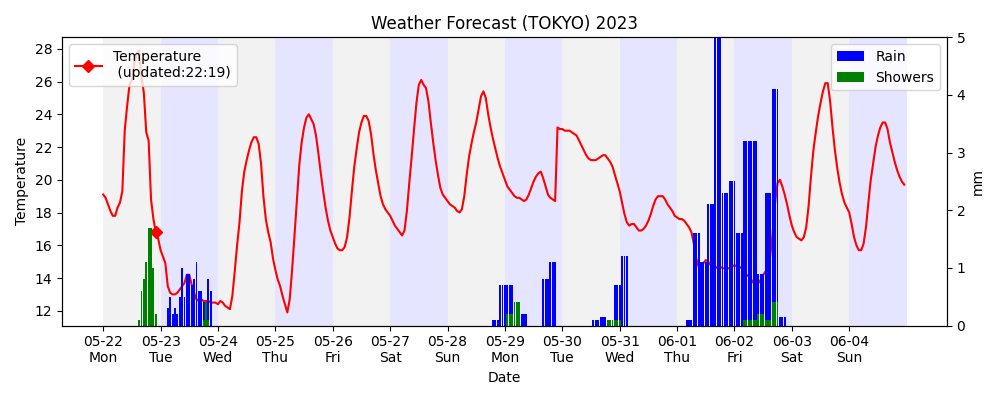 Weather Forecast (TOKYO) 2023
Temperature
(updated:22:19)
Rain
Showers
Temperature
28
26
24
22
20
18
16
14
12
5
4
3
2
1
0
mm
05-22 05-23 05-24 05-25 05-26 05-27 05-28 05-29 05-30 05-31 06-01 06-02 06-03 06-04
Mon Tue Wed Thu Fri Sat Sun Mon Tue Wed Thu Fri Sat Sun
Date